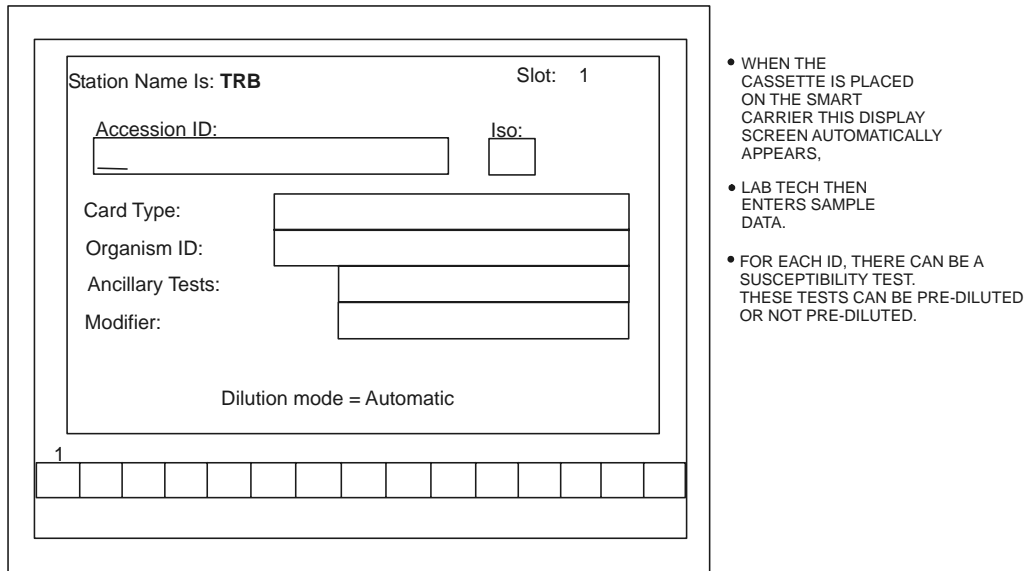 Station Name Is: TRB
Slot: 1
Accession ID:
Iso:
Card Type:
Organism ID:
Ancillary Tests:
Modifier:
Dilution mode = Automatic
1
• WHEN THE
CASSETTE IS PLACED
ON THE SMART
CARRIER THIS DISPLAY
SCREEN AUTOMATICALLY
APPEARS,
• LAB TECH THEN
ENTERS SAMPLE
DATA.
• FOR EACH ID, THERE CAN BE A
SUSCEPTIBILITY TEST.
THESE TESTS CAN BE PRE-DILUTED
OR NOT PRE-DILUTED.